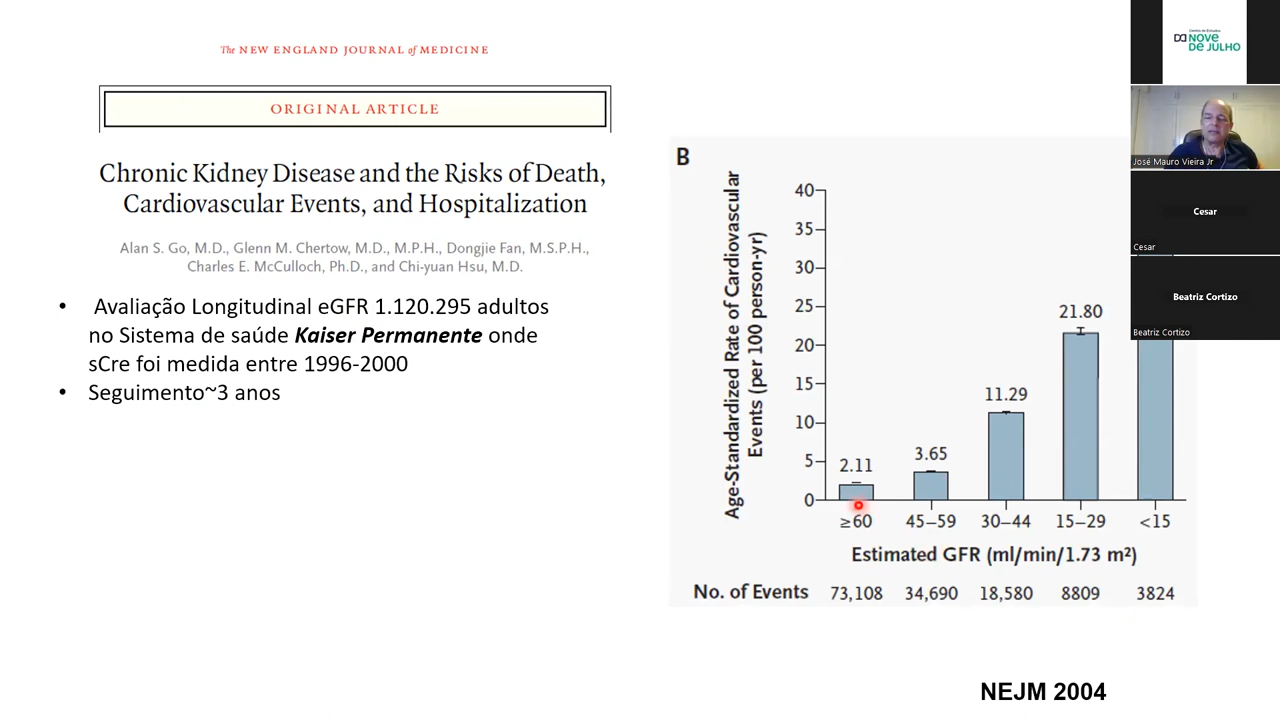 The NEW ENGLAND JOURNAL of MEDICINE
ORIGINAL ARTICLE
Chronic Kidney Disease and the Risks of Death,
Cardiovascular Events, and Hospitalization
Alan S. Go, M.D., Glenn M. Chertow, M.D., M.P.H., Dongjie Fan, M.S.P.H.,
Charles E. McCulloch, Ph.D., and Chi-yuan Hsu, M.D.
• Avaliação Longitudinal eGFR 1.120.295 adultos
no Sistema de saúde Kaiser Permanente onde
sCre foi medida entre 1996-2000
• Seguimento~3 anos
B
Age-Standardized Rate of Cardiovascular
Events (per 100 person-yr)
40
35
30
25
20
15
10
5
0
2.11
3.65
11.29
21.80
≥60 45–59 30–44 15–29 <15
Estimated GFR (ml/min/1.73 m²)
No. of Events 73,108 34,690 18,580 8809 3824
NEJM 2004
Centro de Estudos
NOVE
DE JULHO
José Mauro Vieira Jr
Cesar
Cesar
Beatriz Cortizo
Beatriz Cortizo